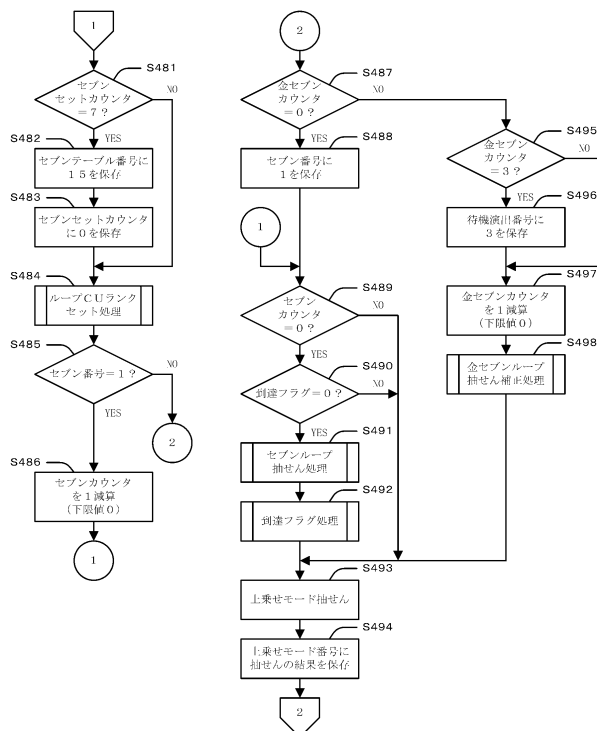 1
S481
セブン
セットカウンタ
＝７？
NO
YES
S482
セブンテーブル番号に
１５を保存
S483
セブンセットカウンタ
に０を保存
S484
ループＣＵランク
セット処理
S485
セブン番号＝１？
NO
YES
2
S486
セブンカウンタ
を１減算
（下限値０）
1
2
S487
金セブン
カウンタ
＝０？
NO
YES
S488
セブン番号に
１を保存
1
S489
セブン
カウンタ
＝０？
NO
YES
S490
到達フラグ＝０？
NO
YES
S491
セブンループ
抽せん処理
S492
到達フラグ処理
S493
上乗せモード抽せん
S494
上乗せモード番号に
抽せんの結果を保存
2
S495
金セブン
カウンタ
＝３？
NO
YES
S496
待機演出番号に
３を保存
S497
金セブンカウンタ
を１減算
（下限値０）
S498
金セブンループ
抽せん補正処理